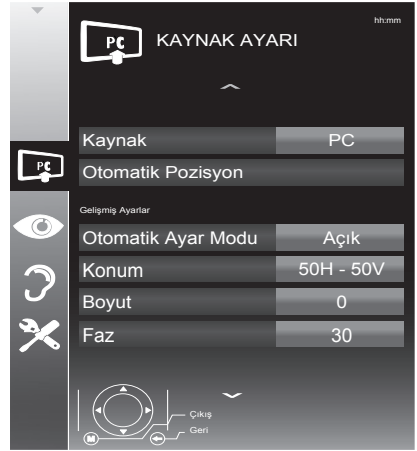 hh:mm
PC KAYNAK AYARI
PC
Kaynak PC
Otomatik Pozisyon
Gelişmiş Ayarlar
Otomatik Ayar Modu Açık
Konum 50H - 50V
Boyut 0
Faz 30
Çıkış
M Geri